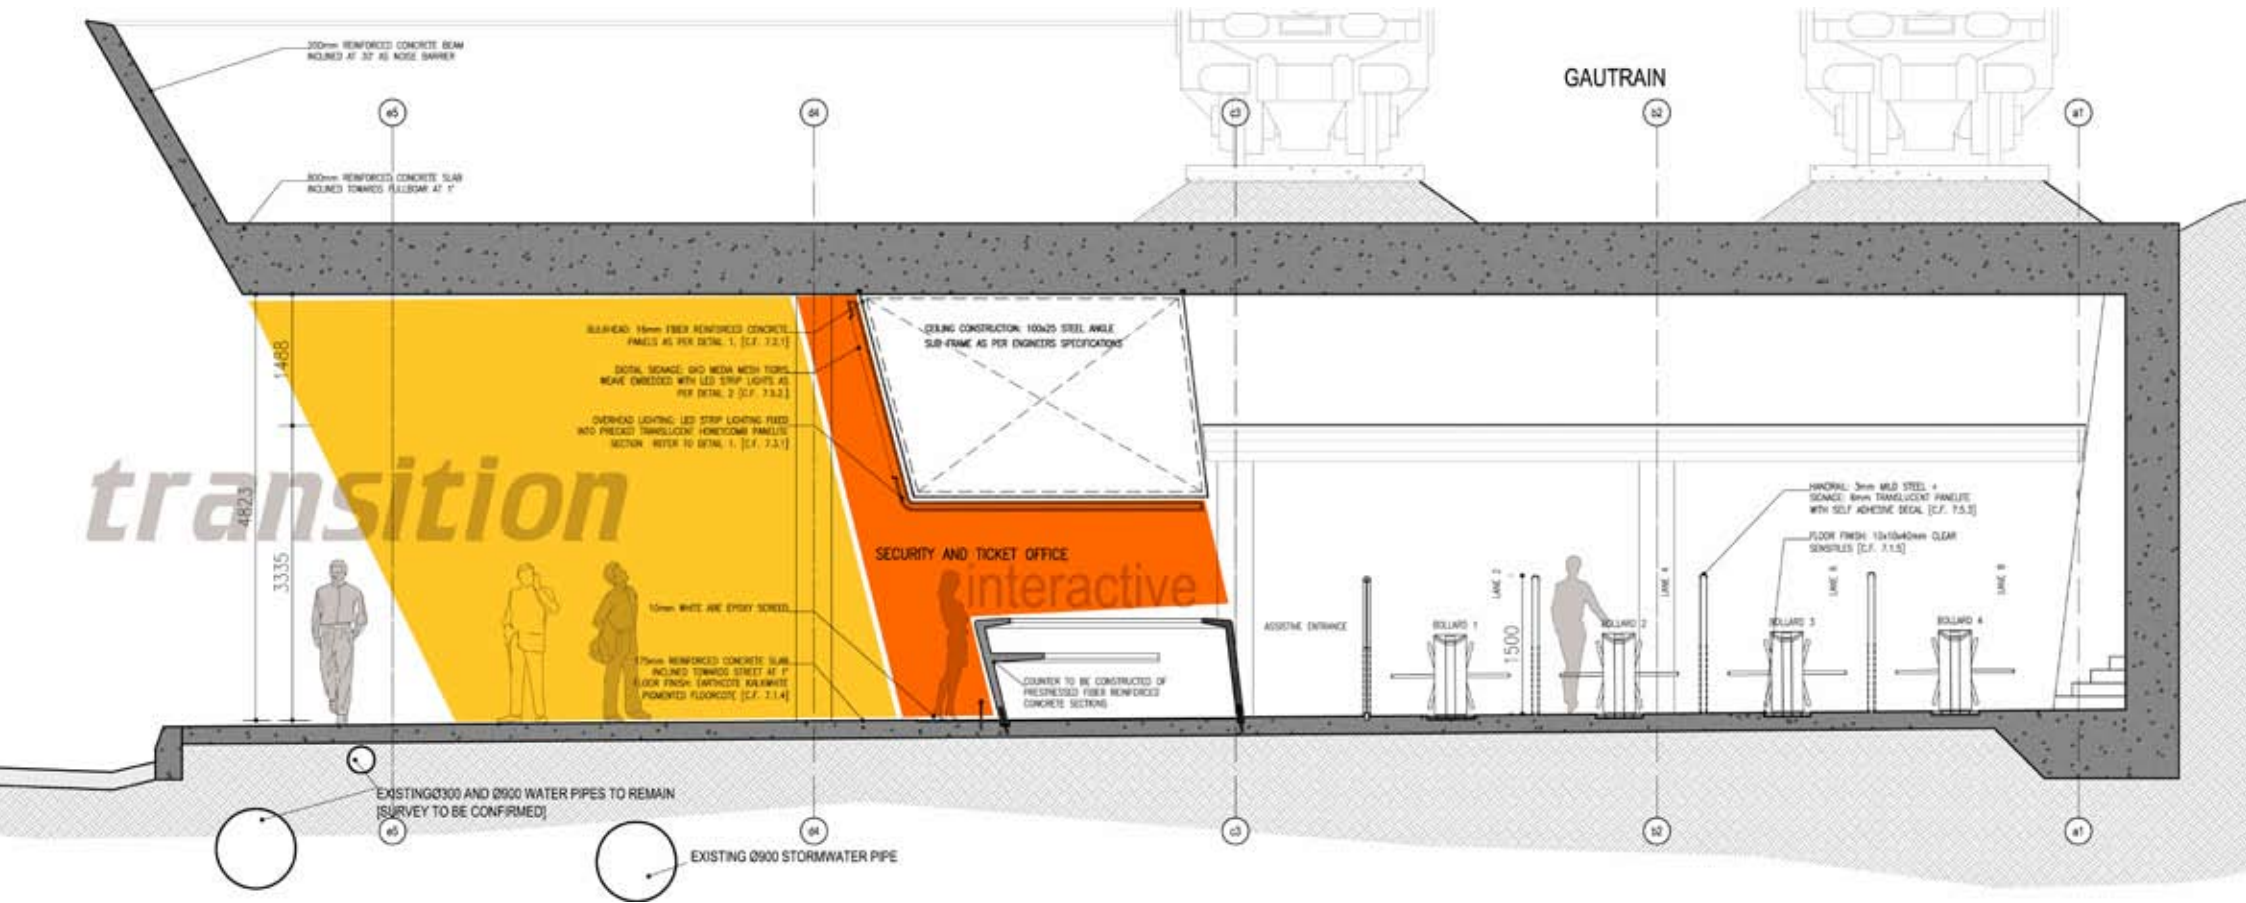 200mm REINFORCED CONCRETE BEAM
INCLINED AT 30° AS NOISE BARRIER
GAUTRAIN
e5
d4
c3
b2
a1
800mm REINFORCED CONCRETE SLAB
INCLINED TOWARDS FULLBOAR AT 1°
BULKHEAD: 16mm FIBER REINFORCED CONCRETE
PANELS AS PER DETAIL 1. [C.F. 7.3.1]
DIGITAL SIGNAGE: GKD MEDIA MESH TIGRIS
WEAVE EMBEDDED WITH LED STRIP LIGHTS AS
PER DETAIL 2 [C.F. 7.3.2]
OVERHEAD LIGHTING: LED STRIP LIGHTING FIXED
INTO PRECAST TRANSLUCENT HONEYCOMB PANELITE
SECTION REFER TO DETAIL 1. [C.F. 7.3.1]
CEILING CONSTRUCTION: 100x25 STEEL ANGLE
SUB-FRAME AS PER ENGINEERS SPECIFICATIONS
1488
4823
3335
transition
HANDRAIL: 3mm MILD STEEL +
SIGNAGE: 6mm TRANSLUCENT PANELITE
WITH SELF ADHESIVE DECAL [C.F. 7.5.3]
FLOOR FINISH: 10x10x40mm CLEAR
SENSITILES [C.F. 7.1.5]
SECURITY AND TICKET OFFICE
interactive
10mm WHITE ABE EPOXY SCREED
175mm REINFORCED CONCRETE SLAB
INCLINED TOWARDS STREET AT 1°
FLOOR FINISH: EARTHCOTE KALKWHITE
PIGMENTED FLOORCOTE [C.F. 7.1.4]
COUNTER TO BE CONSTRUCTED OF
PRESTRESSED FIBER REINFORCED
CONCRETE SECTIONS
ASSISTIVE ENTRANCE
BOLLARD 1
LANE 2
1500
BOLLARD 2
LANE 4
BOLLARD 3
LANE 6
BOLLARD 4
LANE 8
EXISTINGØ300 AND Ø900 WATER PIPES TO REMAIN
[SURVEY TO BE CONFIRMED]
EXISTING Ø900 STORMWATER PIPE
e5
d4
c3
b2
a1